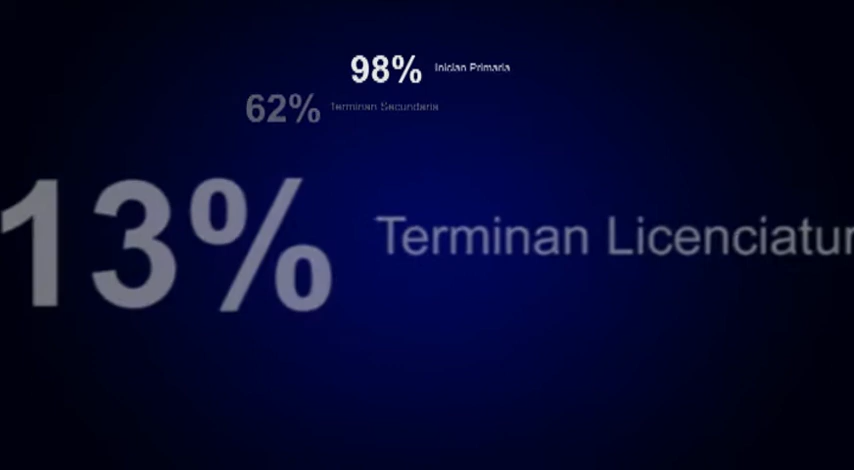 98% Inician Primaria
62% Terminan Secundaria
13% Terminan Licenciatur